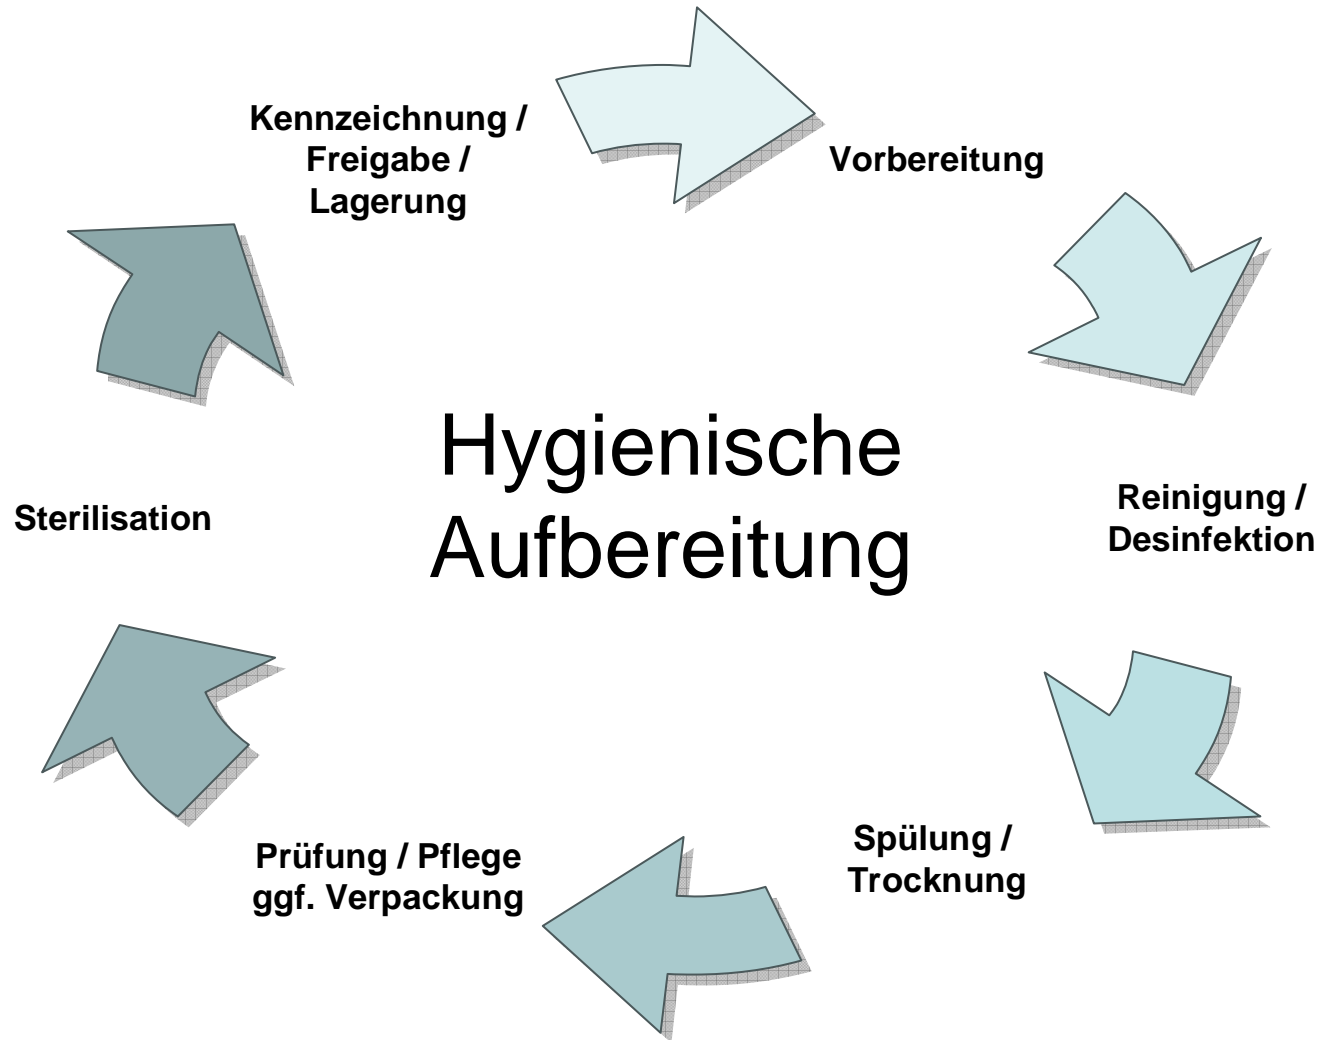 Kennzeichnung /
Freigabe /
Lagerung
Vorbereitung
Hygienische
Aufbereitung
Reinigung /
Desinfektion
Sterilisation
Spülung /
Trocknung
Prüfung / Pflege
ggf. Verpackung